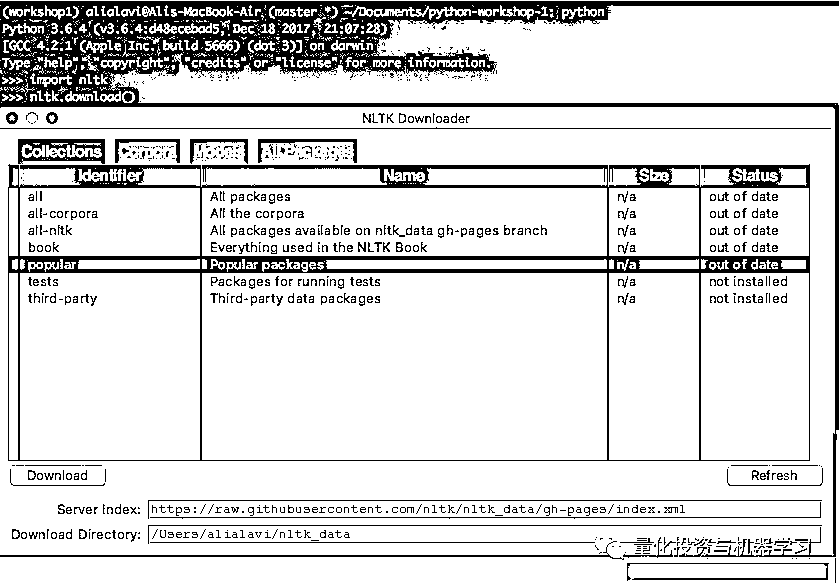 (workshop1) alialavi@Alis-MacBook-Air (master *) ~/Documents/python-workshop-1: python
Python 3.6.4 (v3.6.4:d48ecebad5, Dec 18 2017, 21:07:28)
[GCC 4.2.1 (Apple Inc. build 5666) (dot 3)] on darwin
Type "help", "copyright", "credits" or "license" for more information.
>>> import nltk
>>> nltk.download()
NLTK Downloader
Collections Corpora Models All Packages
Identifier Name Size Status
all All packages n/a out of date
all-corpora All the corpora n/a out of date
all-nltk All packages available on nltk_data gh-pages branch n/a out of date
book Everything used in the NLTK Book n/a out of date
popular Popular packages n/a out of date
tests Packages for running tests n/a not installed
third-party Third-party data packages n/a not installed
Download Refresh
Server Index: https://raw.githubusercontent.com/nltk/nltk_data/gh-pages/index.xml
Download Directory: /Users/alialavi/nltk_data
量化投资与机器学习